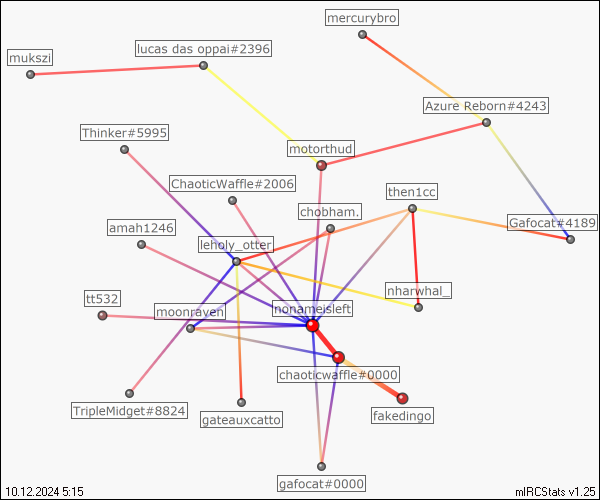 mercurybro
lucas das oppai#2396
mukszi
Azure Reborn#4243
Thinker#5995
motorthud
ChaoticWaffle#2006
then1cc
chobham.
Gafocat#4189
amah1246
leholy_otter
nharwhal_
tt532
moonraven
nonameisleft
chaoticwaffle#0000
TripleMidget#8824
fakedingo
gateauxcatto
gafocat#0000
10.12.2024 5:15
mIRCStats v1.25